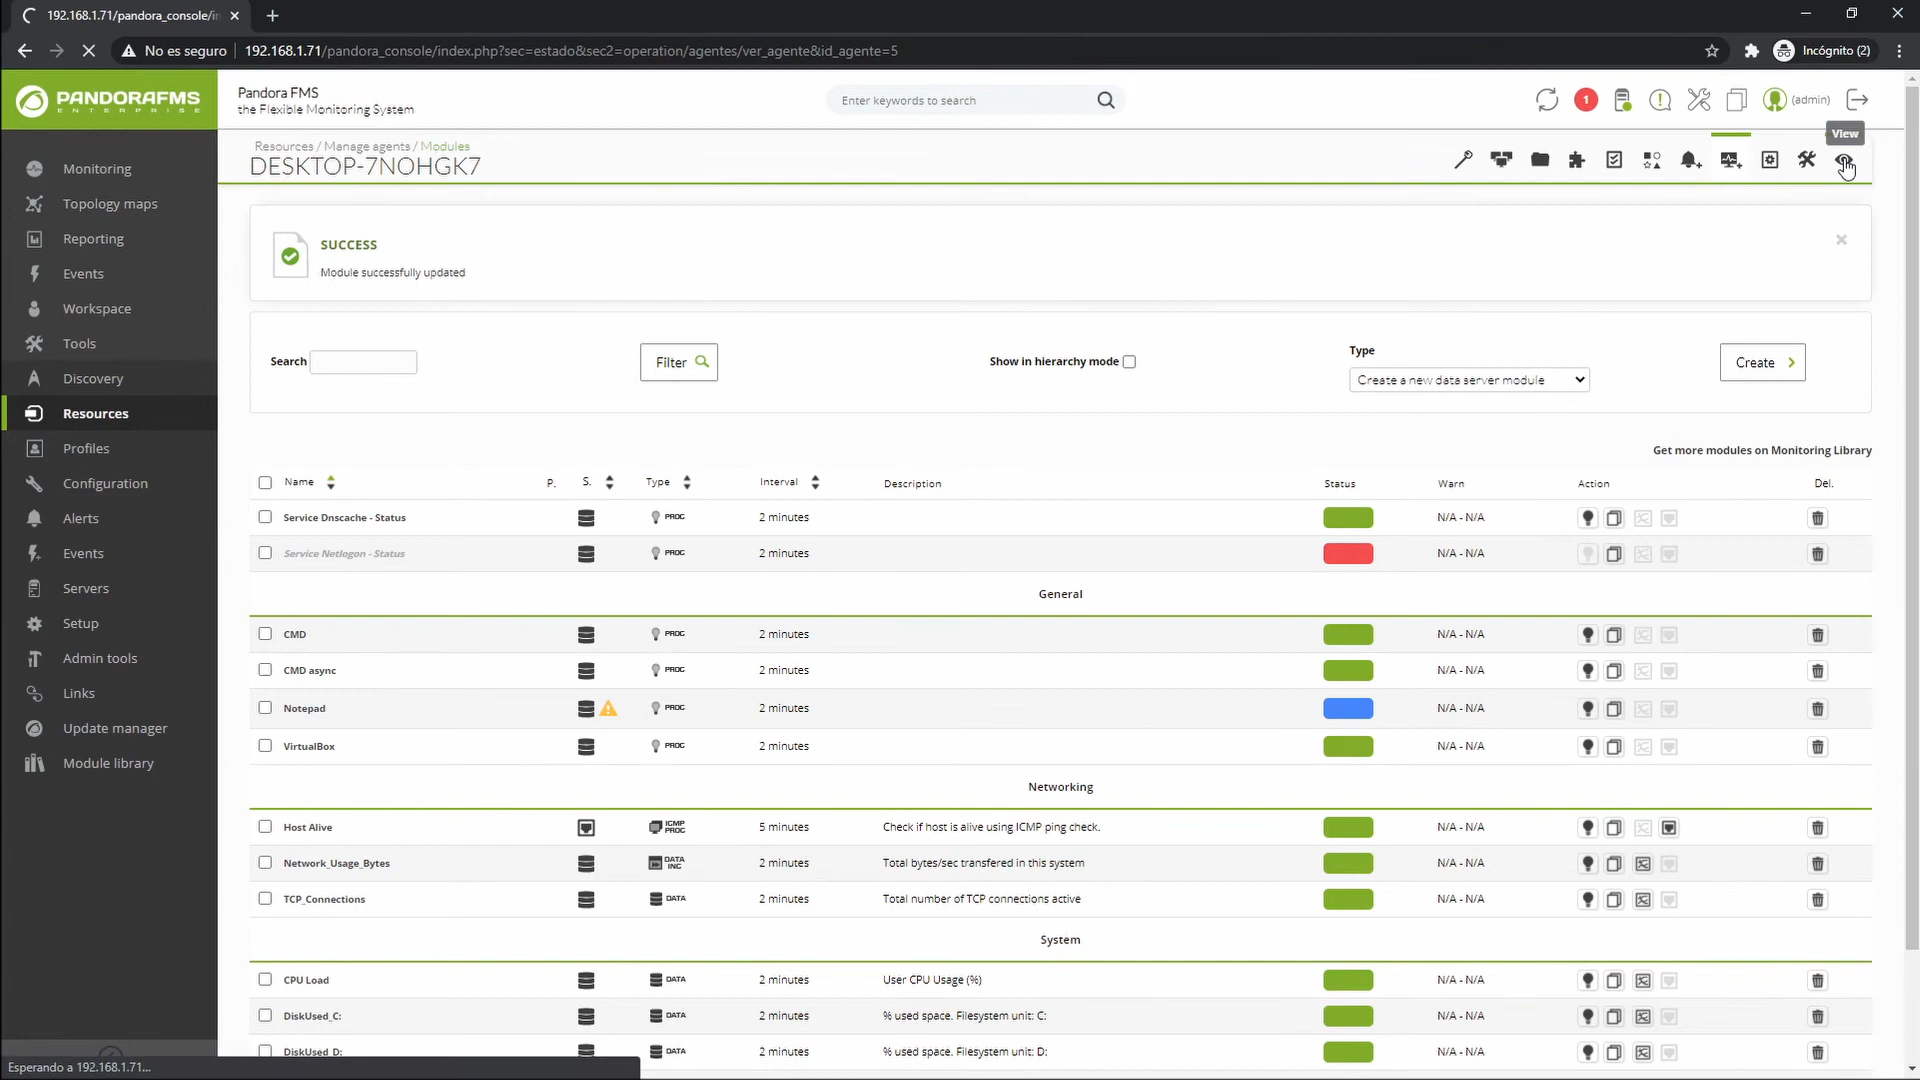 192.168.1.71/pandora_console/in
No es seguro
192.168.1.71/pandora_console/index.php?sec=estado&sec2=operation/agentes/ver_agente&id_agente=5
Incógnito (2)
PANDORAFMS
ENTERPRISE
Pandora FMS
the Flexible Monitoring System
Enter keywords to search
1
(admin)
View
Resources / Manage agents / Modules
DESKTOP-7NOHGK7
Monitoring
Topology maps
Reporting
Events
Workspace
Tools
Discovery
Resources
Profiles
Configuration
Alerts
Events
Servers
Setup
Admin tools
Links
Update manager
Module library
SUCCESS
Module successfully updated
Search
Filter
Show in hierarchy mode
Type
Create a new data server module
Create
Get more modules on Monitoring Library
Name P. S. Type Interval Description Status Warn Action Del.
Service Dnscache - Status PROC 2 minutes N/A - N/A
Service Netlogon - Status PROC 2 minutes N/A - N/A
General
CMD PROC 2 minutes N/A - N/A
CMD async PROC 2 minutes N/A - N/A
Notepad PROC 2 minutes N/A - N/A
VirtualBox PROC 2 minutes N/A - N/A
Networking
Host Alive ICMP PROC 5 minutes Check if host is alive using ICMP ping check. N/A - N/A
Network_Usage_Bytes DATA INC 2 minutes Total bytes/sec transfered in this system N/A - N/A
TCP_Connections DATA 2 minutes Total number of TCP connections active N/A - N/A
System
CPU Load DATA 2 minutes User CPU Usage (%) N/A - N/A
DiskUsed_C: DATA 2 minutes % used space. Filesystem unit: C: N/A - N/A
DiskUsed_D: DATA 2 minutes % used space. Filesystem unit: D: N/A - N/A
Esperando a 192.168.1.71...